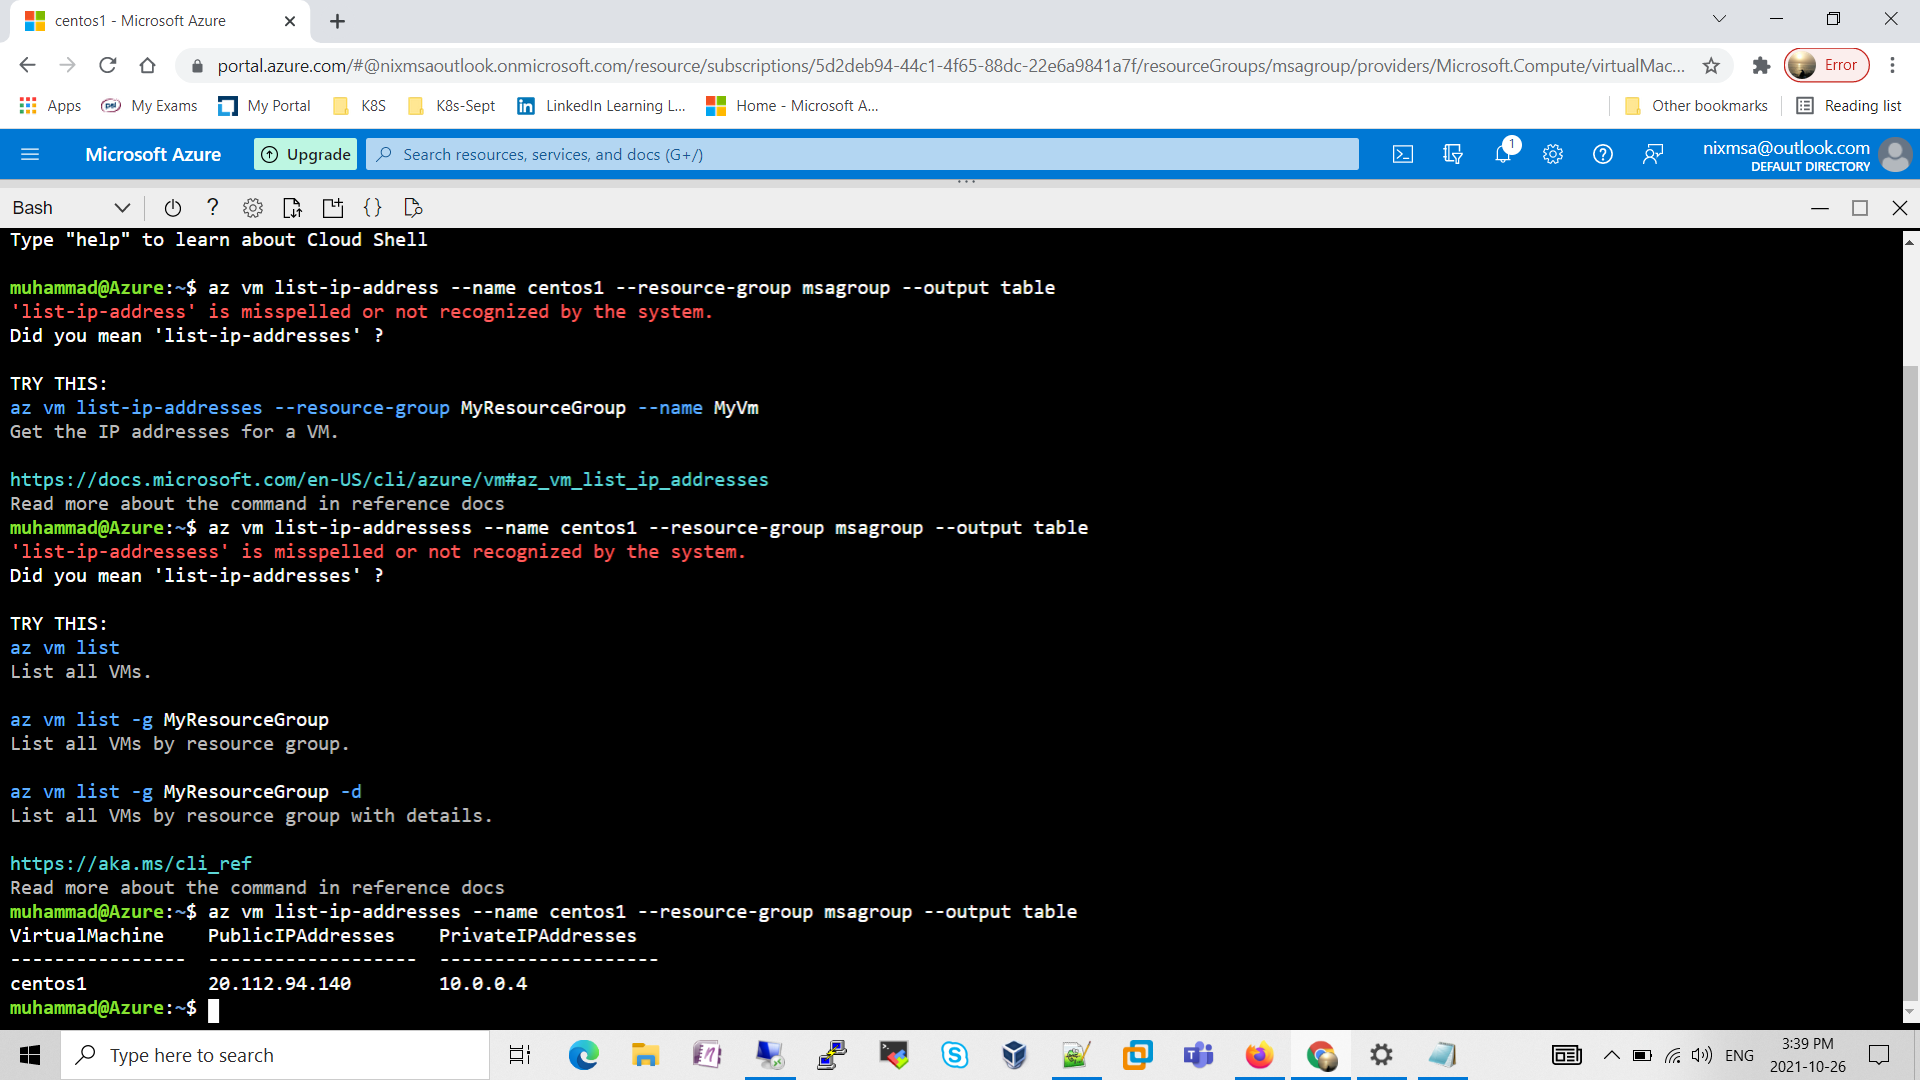 centos1 - Microsoft Azure
portal.azure.com/#@nixmsaoutlook.onmicrosoft.com/resource/subscriptions/5d2deb94-44c1-4f65-88dc-22e6a9841a7f/resourceGroups/msagroup/providers/Microsoft.Compute/virtualMac...
Error
Apps
psi
My Exams
My Portal
K8S
K8s-Sept
LinkedIn Learning L...
Home - Microsoft A...
Other bookmarks
Reading list
Microsoft Azure
Upgrade
Search resources, services, and docs (G+/)
1
nixmsa@outlook.com
DEFAULT DIRECTORY
Bash
Type "help" to learn about Cloud Shell
muhammad@Azure:~$ az vm list-ip-address --name centos1 --resource-group msagroup --output table
'list-ip-address' is misspelled or not recognized by the system.
Did you mean 'list-ip-addresses' ?
TRY THIS:
az vm list-ip-addresses --resource-group MyResourceGroup --name MyVm
Get the IP addresses for a VM.
https://docs.microsoft.com/en-US/cli/azure/vm#az_vm_list_ip_addresses
Read more about the command in reference docs
muhammad@Azure:~$ az vm list-ip-addressess --name centos1 --resource-group msagroup --output table
'list-ip-addressess' is misspelled or not recognized by the system.
Did you mean 'list-ip-addresses' ?
TRY THIS:
az vm list
List all VMs.
az vm list -g MyResourceGroup
List all VMs by resource group.
az vm list -g MyResourceGroup -d
List all VMs by resource group with details.
https://aka.ms/cli_ref
Read more about the command in reference docs
muhammad@Azure:~$ az vm list-ip-addresses --name centos1 --resource-group msagroup --output table
VirtualMachine    PublicIPAddresses    PrivateIPAddresses
----------------  -------------------  --------------------
centos1           20.112.94.140        10.0.0.4
muhammad@Azure:~$
Type here to search
ENG
3:39 PM
2021-10-26